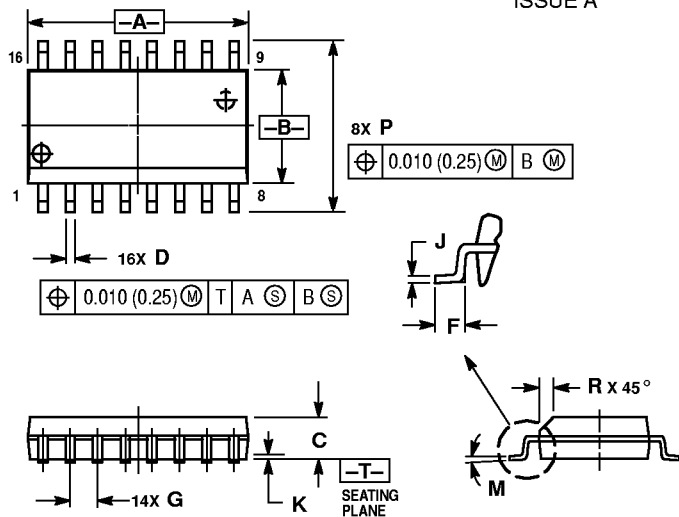 ISSUE A
–A–
16 9
–B–
8X P
⌖ 0.010 (0.25) Ⓜ B Ⓜ
1 8
16X D
J
⌖ 0.010 (0.25) Ⓜ T A Ⓢ B Ⓢ
F
R X 45°
C
–T–
14X G
K
SEATING
PLANE
M